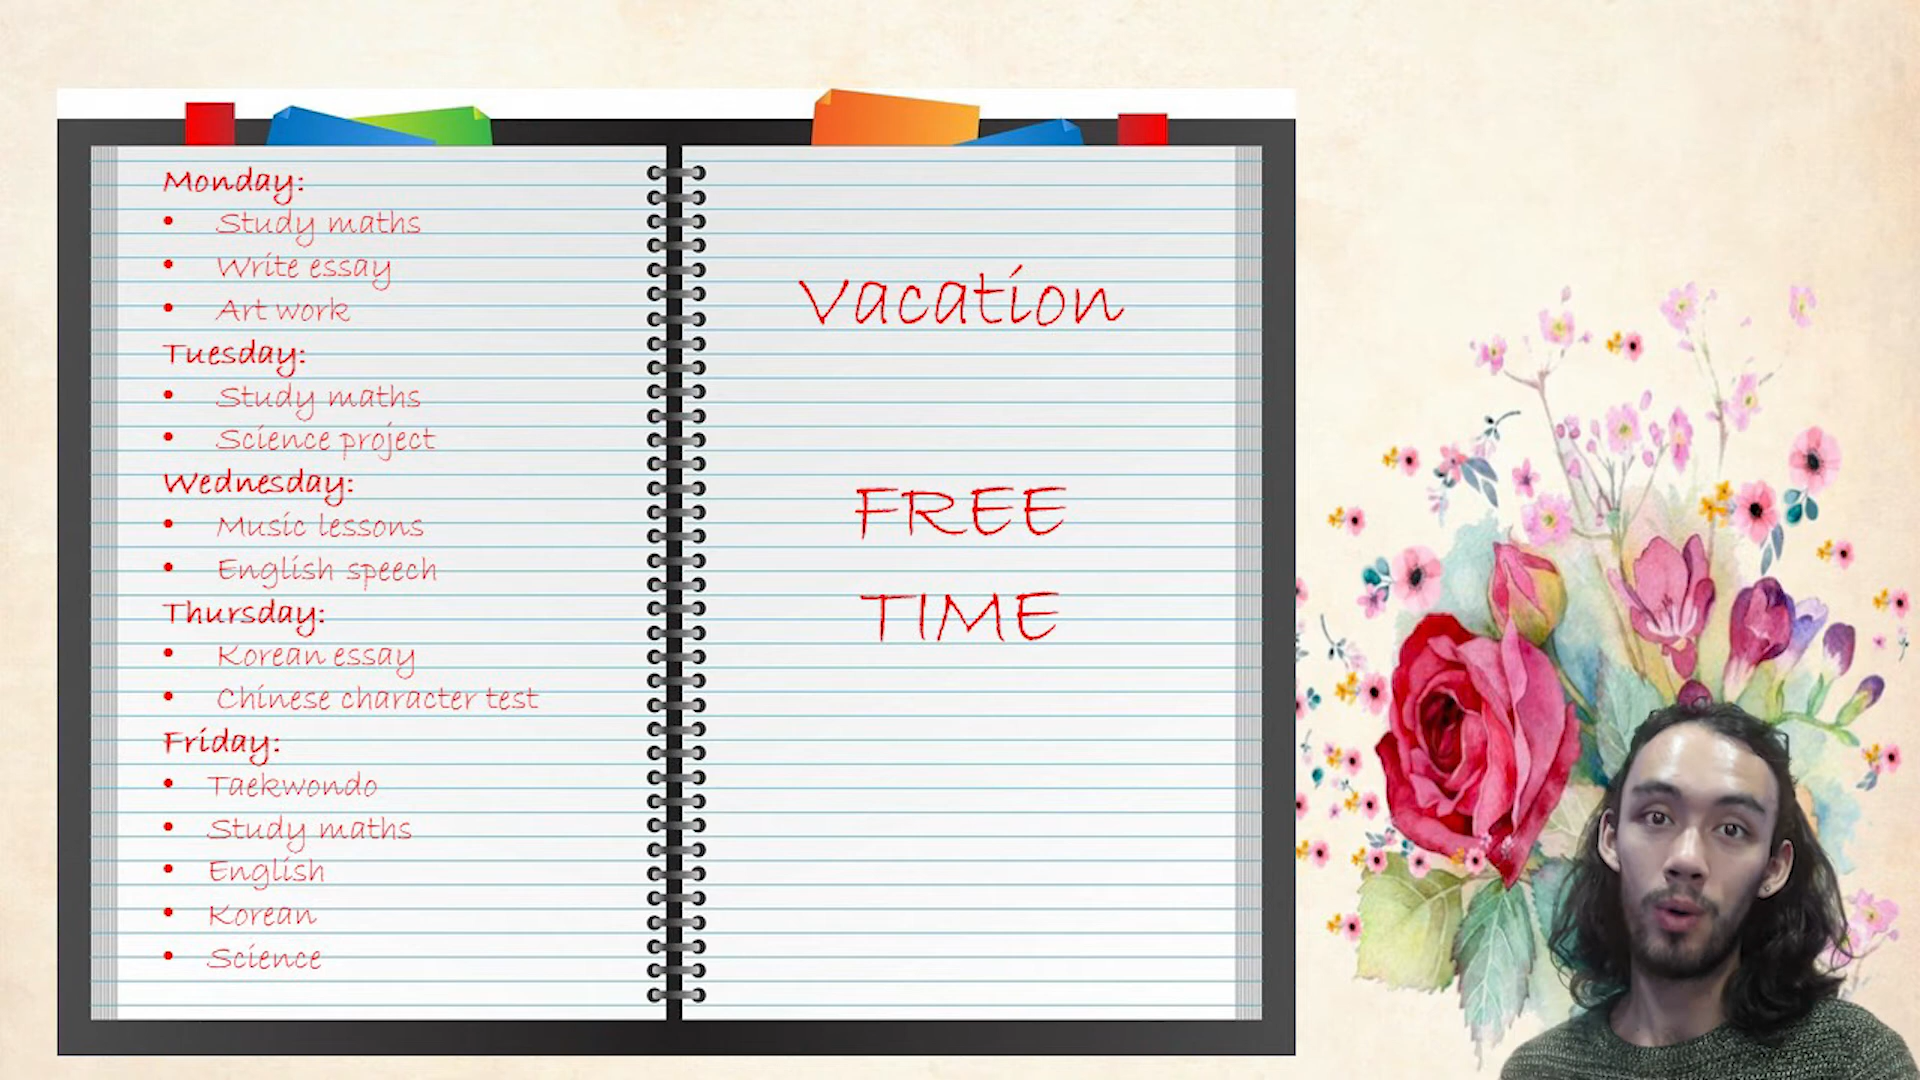 Monday:
• Study maths
• Write essay
• Art work
Tuesday:
• Study maths
• Science project
Wednesday:
• Music lessons
• English speech
Thursday:
• Korean essay
• Chinese character test
Friday:
• Taekwondo
• Study maths
• English
• Korean
• Science
Vacation
FREE
TIME